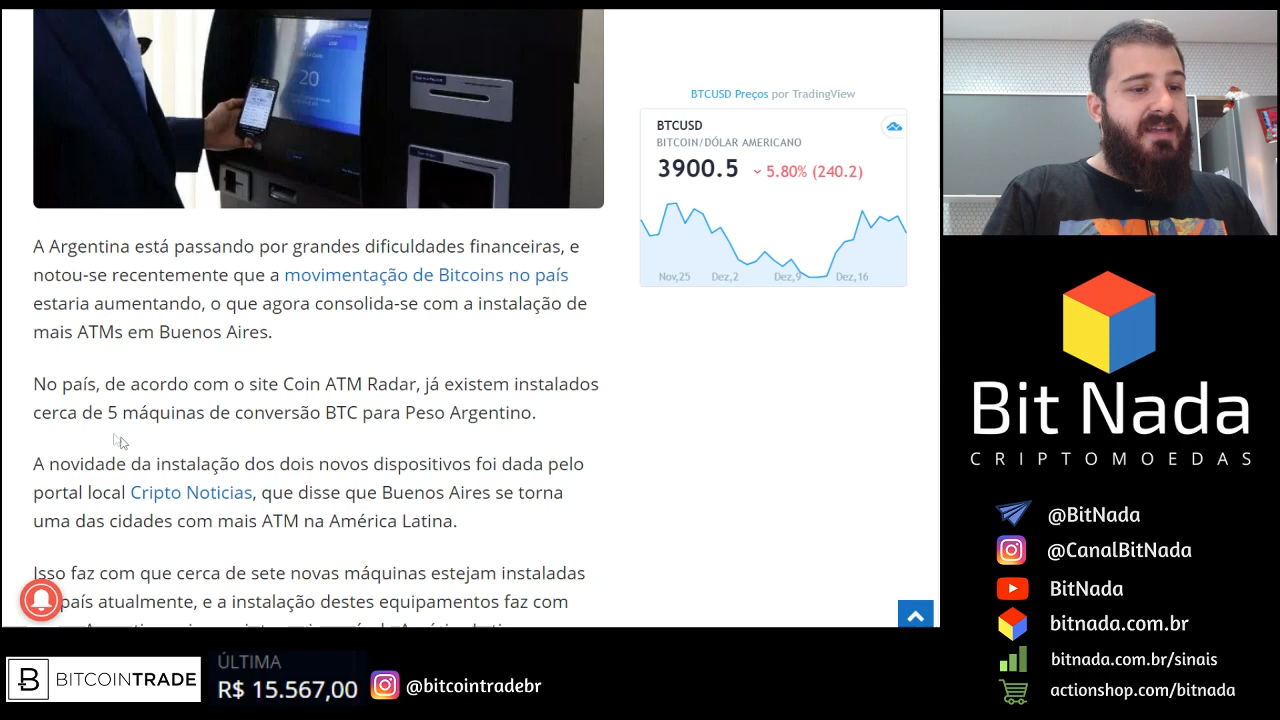 20
BTCUSD Preços por TradingView
BTCUSD
BITCOIN/DÓLAR AMERICANO
3900.5 5.80% (240.2)
Nov,25 Dez,2 Dez,9 Dez,16
A Argentina está passando por grandes dificuldades financeiras, e
notou-se recentemente que a movimentação de Bitcoins no país
estaria aumentando, o que agora consolida-se com a instalação de
mais ATMs em Buenos Aires.
No país, de acordo com o site Coin ATM Radar, já existem instalados
cerca de 5 máquinas de conversão BTC para Peso Argentino.
A novidade da instalação dos dois novos dispositivos foi dada pelo
portal local Cripto Noticias, que disse que Buenos Aires se torna
uma das cidades com mais ATM na América Latina.
Isso faz com que cerca de sete novas máquinas estejam instaladas
país atualmente, e a instalação destes equipamentos faz com
Bit Nada
CRIPTOMOEDAS
@BitNada
@CanalBitNada
BitNada
bitnada.com.br
bitnada.com.br/sinais
actionshop.com/bitnada
B BITCOINTRADE
ÚLTIMA
R$ 15.567,00
@bitcointradebr